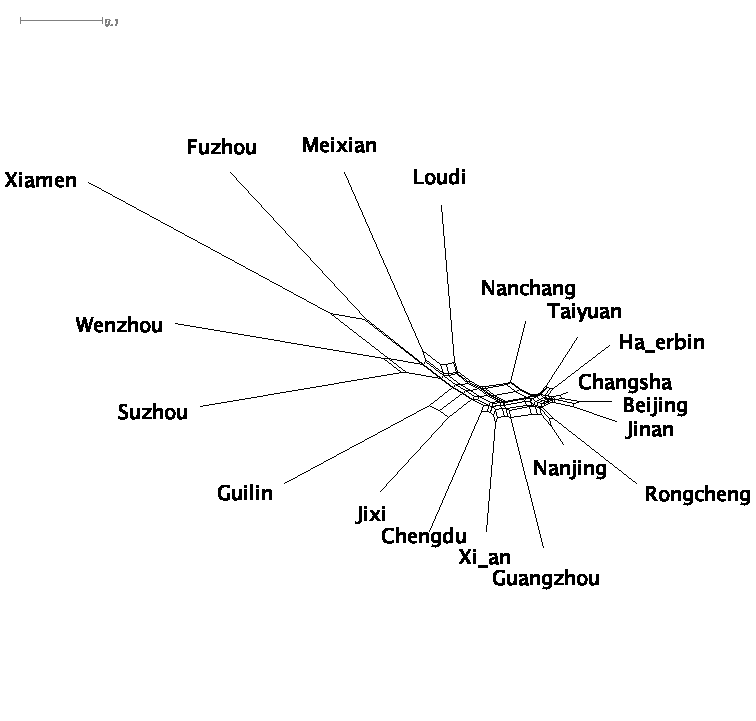 0.1
Fuzhou
Meixian
Xiamen
Loudi
Nanchang
Taiyuan
Wenzhou
Ha_erbin
Changsha
Beijing
Suzhou
Jinan
Nanjing
Guilin
Rongcheng
Jixi
Chengdu
Xi_an
Guangzhou